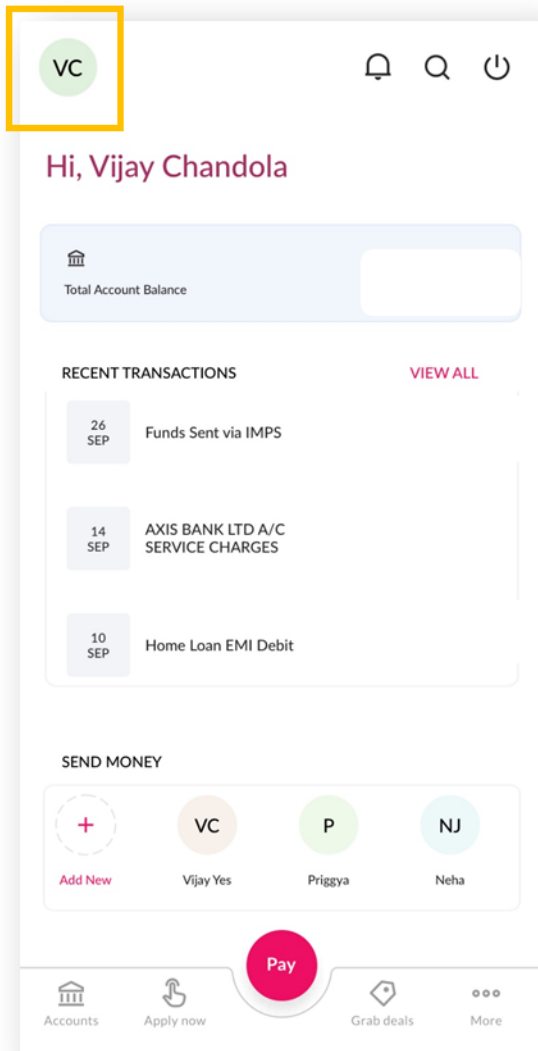 VC
Hi, Vijay Chandola
Total Account Balance
RECENT TRANSACTIONS VIEW ALL
26
SEP
Funds Sent via IMPS
14
SEP
AXIS BANK LTD A/C
SERVICE CHARGES
10
SEP
Home Loan EMI Debit
SEND MONEY
+ VC P NJ
Add New Vijay Yes Priggya Neha
Pay
Accounts Apply now Grab deals More